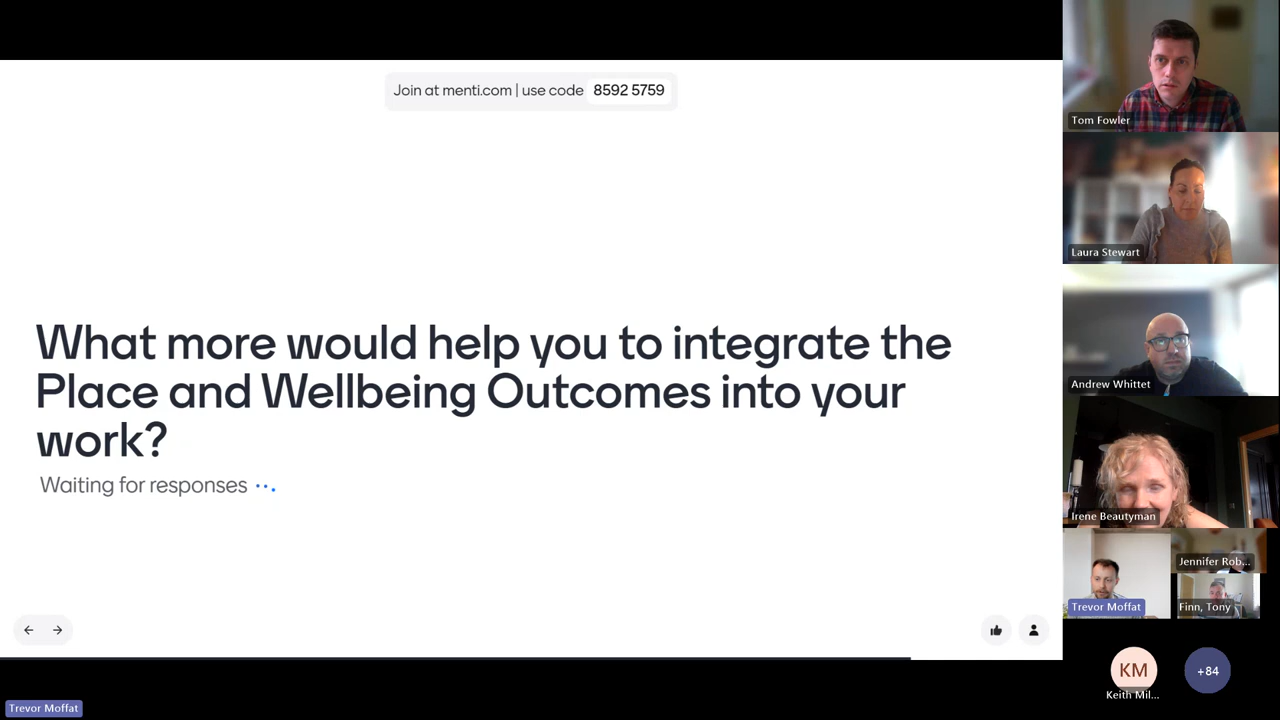 Join at menti.com | use code 8592 5759
What more would help you to integrate the
Place and Wellbeing Outcomes into your
work?
Waiting for responses
Trevor Moffat
Tom Fowler
Laura Stewart
Andrew Whittet
Irene Beautyman
Jennifer Rob...
Trevor Moffat
Finn, Tony
KM
Keith Mil...
+84